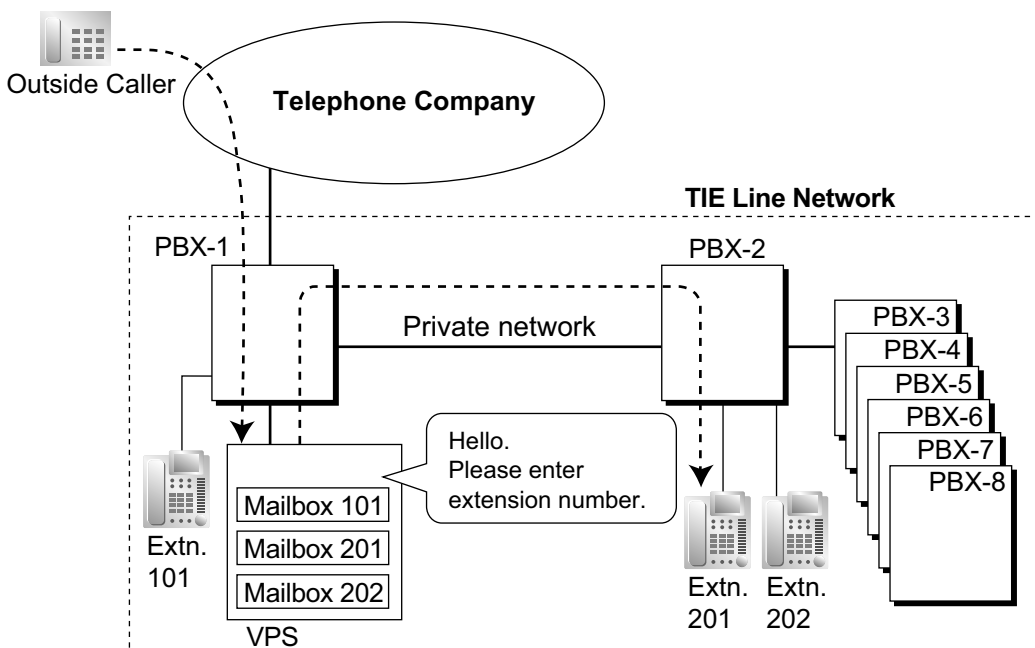 Outside Caller
Telephone Company
TIE Line Network
PBX-1
PBX-2
Private network
PBX-3
PBX-4
PBX-5
PBX-6
PBX-7
PBX-8
Hello.
Please enter
extension number.
Mailbox 101
Mailbox 201
Mailbox 202
Extn.
101
VPS
Extn.
201
Extn.
202